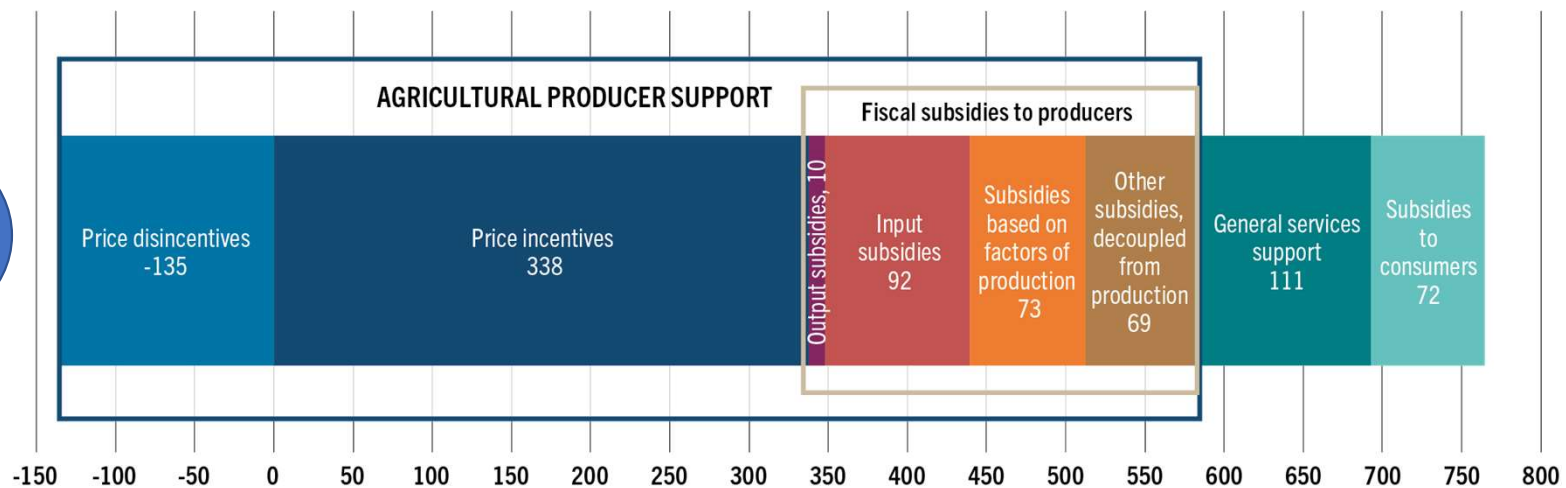 AGRICULTURAL PRODUCER SUPPORT
Fiscal subsidies to producers
Price disincentives
-135
Price incentives
338
Output subsidies, 10
Input
subsidies
92
Subsidies
based on
factors of
production
73
Other
subsidies,
decoupled
from
production
69
General services
support
111
Subsidies
to
consumers
72
-150 -100 -50 0 50 100 150 200 250 300 350 400 450 500 550 600 650 700 750 800